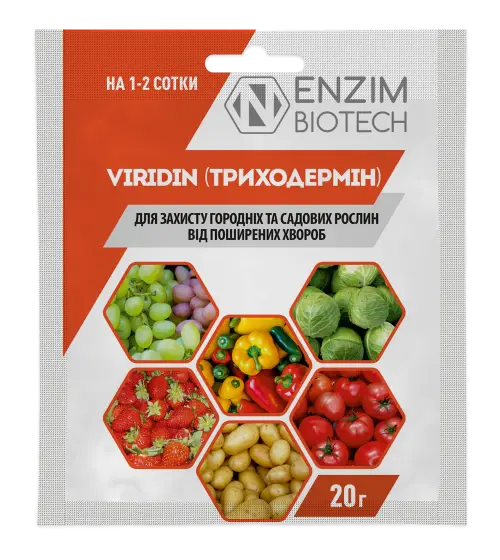 НА 1-2 СОТКИ
ENZIM
BIOTECH
VIRIDIN (ТРИХОДЕРМІН)
ДЛЯ ЗАХИСТУ ГОРОДНІХ ТА САДОВИХ РОСЛИН
ВІД ПОШИРЕНИХ ХВОРОБ
20г